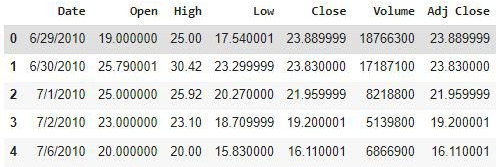 Date Open High Low Close Volume Adj Close
0 6/29/2010 19.000000 25.00 17.540001 23.889999 18766300 23.889999
1 6/30/2010 25.790001 30.42 23.299999 23.830000 17187100 23.830000
2 7/1/2010 25.000000 25.92 20.270000 21.959999 8218800 21.959999
3 7/2/2010 23.000000 23.10 18.709999 19.200001 5139800 19.200001
4 7/6/2010 20.000000 20.00 15.830000 16.110001 6866900 16.110001